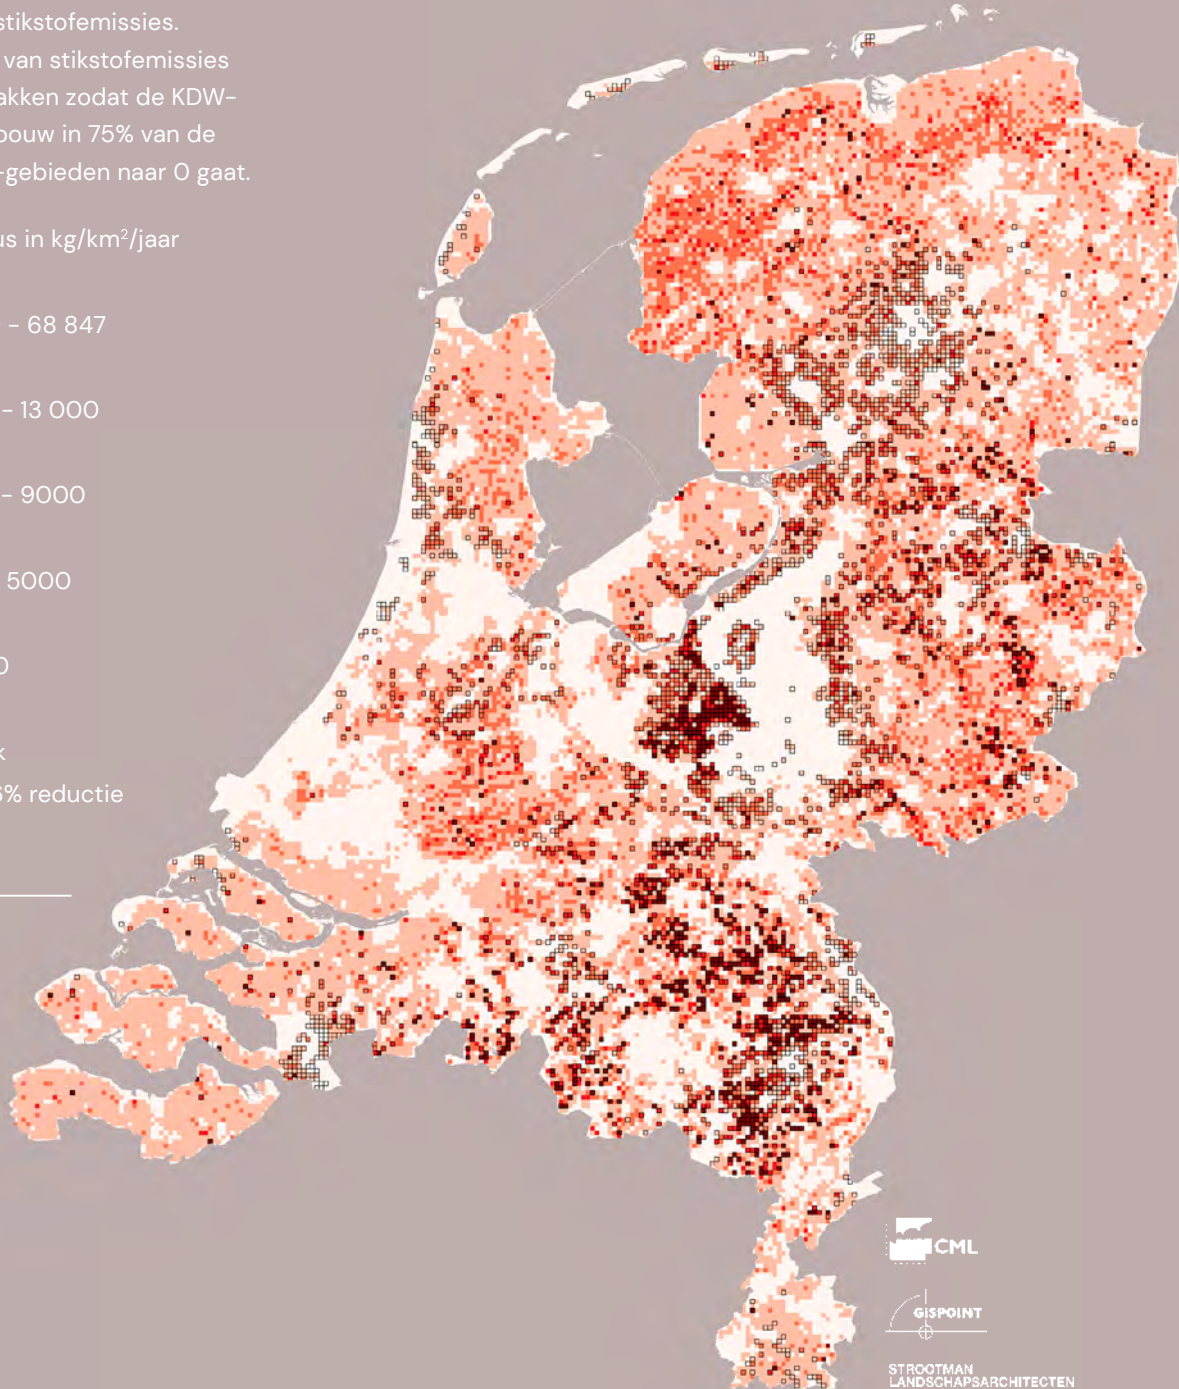 stikstofemissies.
van stikstofemissies
akken zodat de KDW-
bouw in 75% van de
-gebieden naar 0 gaat.
us in kg/km²/jaar
- 68 847
- 13 000
- 9000
5000
0
k
6% reductie
CML
GISPOINT
STROOTMAN
LANDSCHAPSARCHITECTEN